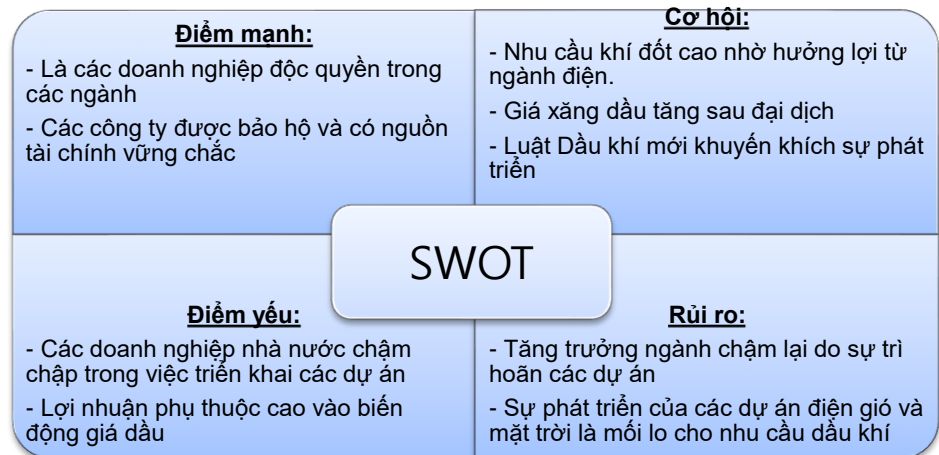 Điểm mạnh:
- Là các doanh nghiệp độc quyền trong
các ngành
- Các công ty được bảo hộ và có nguồn
tài chính vững chắc
Cơ hội:
- Nhu cầu khí đốt cao nhờ hưởng lợi từ
ngành điện.
- Giá xăng dầu tăng sau đại dịch
- Luật Dầu khí mới khuyến khích sự phát
triển
SWOT
Điểm yếu:
- Các doanh nghiệp nhà nước chậm
chập trong việc triển khai các dự án
- Lợi nhuận phụ thuộc cao vào biến
động giá dầu
Rủi ro:
- Tăng trưởng ngành chậm lại do sự trì
hoãn các dự án
- Sự phát triển của các dự án điện gió và
mặt trời là mối lo cho nhu cầu dầu khí